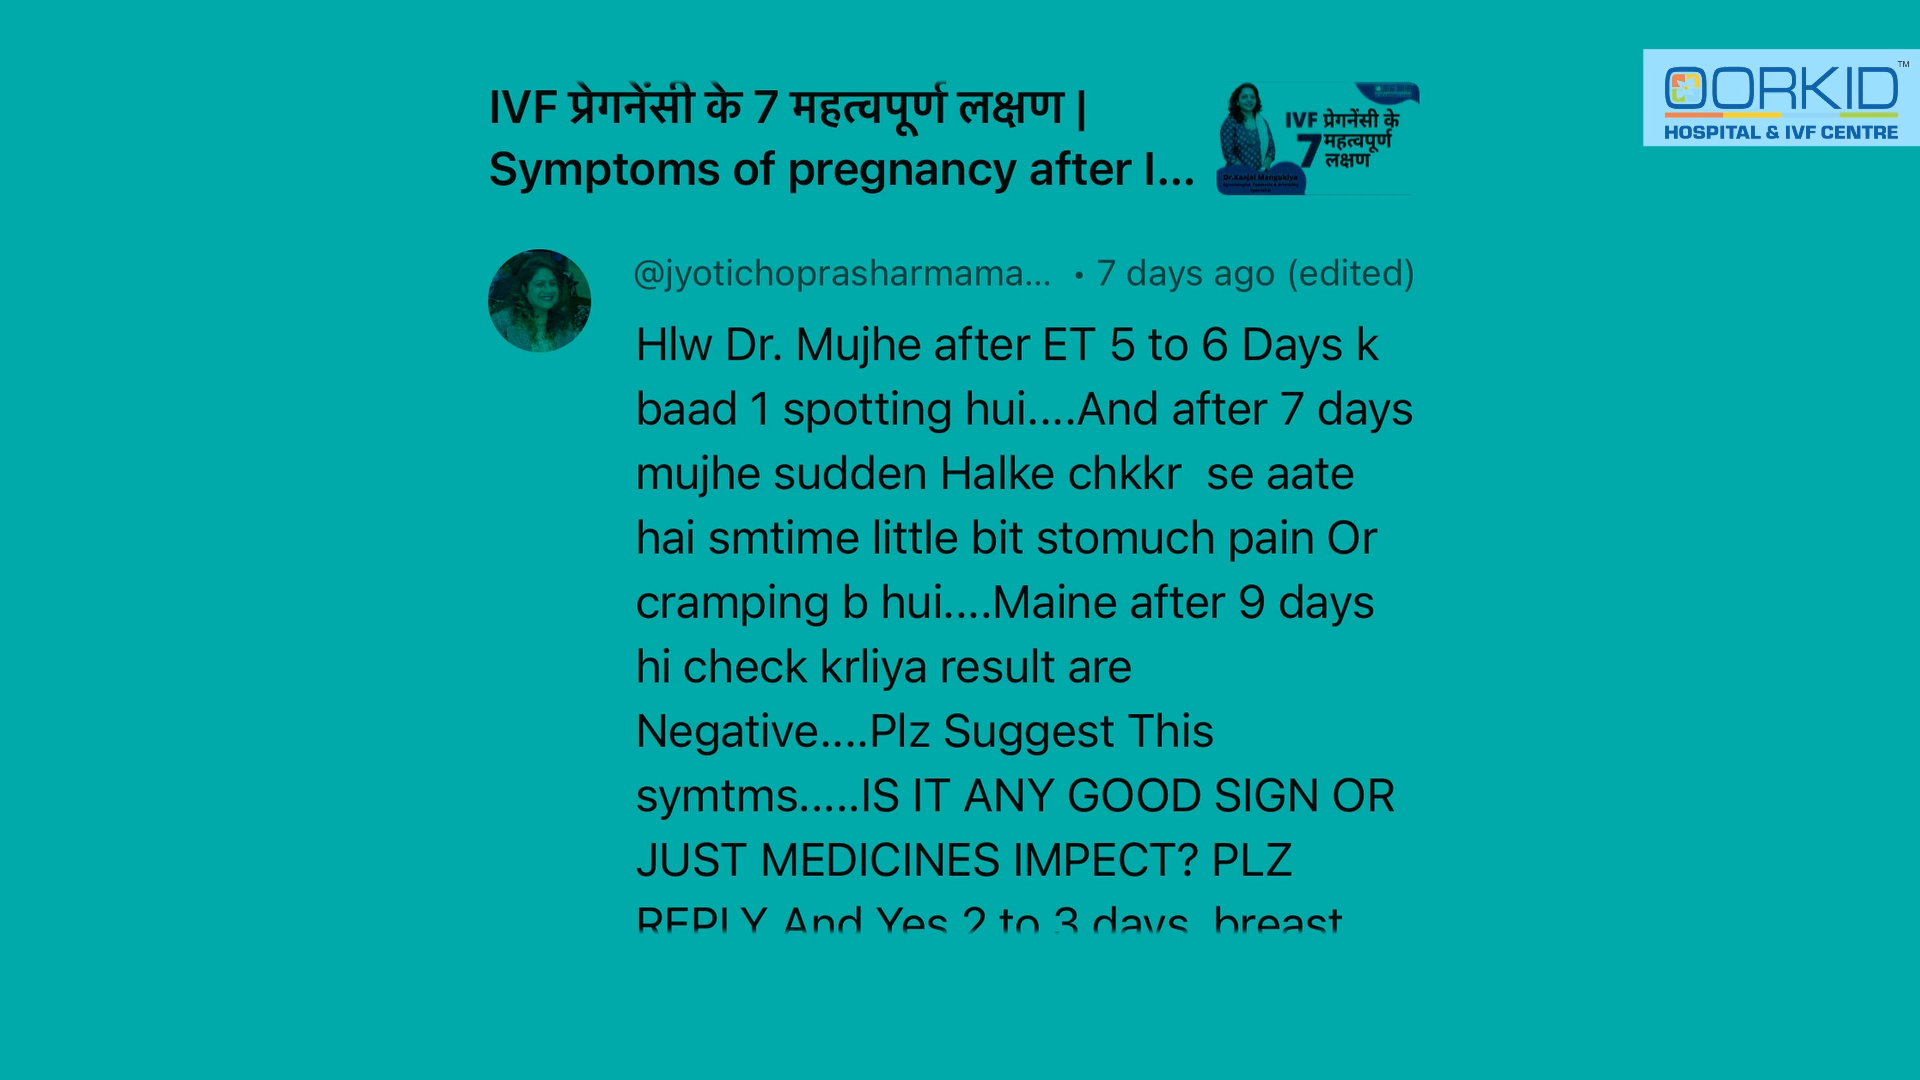 IVF प्रेगनेंसी के 7 महत्वपूर्ण लक्षण |
Symptoms of pregnancy after I...
IVF प्रेगनेंसी के
7 महत्वपूर्ण
लक्षण
Dr.Kanjal Mangukiya
OORKID TM
HOSPITAL & IVF CENTRE
@jyotichoprasharmama... • 7 days ago (edited)
Hlw Dr. Mujhe after ET 5 to 6 Days k
baad 1 spotting hui....And after 7 days
mujhe sudden Halke chkkr se aate
hai smtime little bit stomuch pain Or
cramping b hui....Maine after 9 days
hi check krliya result are
Negative....Plz Suggest This
symtms.....IS IT ANY GOOD SIGN OR
JUST MEDICINES IMPECT? PLZ
REPLY And Yes 2 to 3 days breast